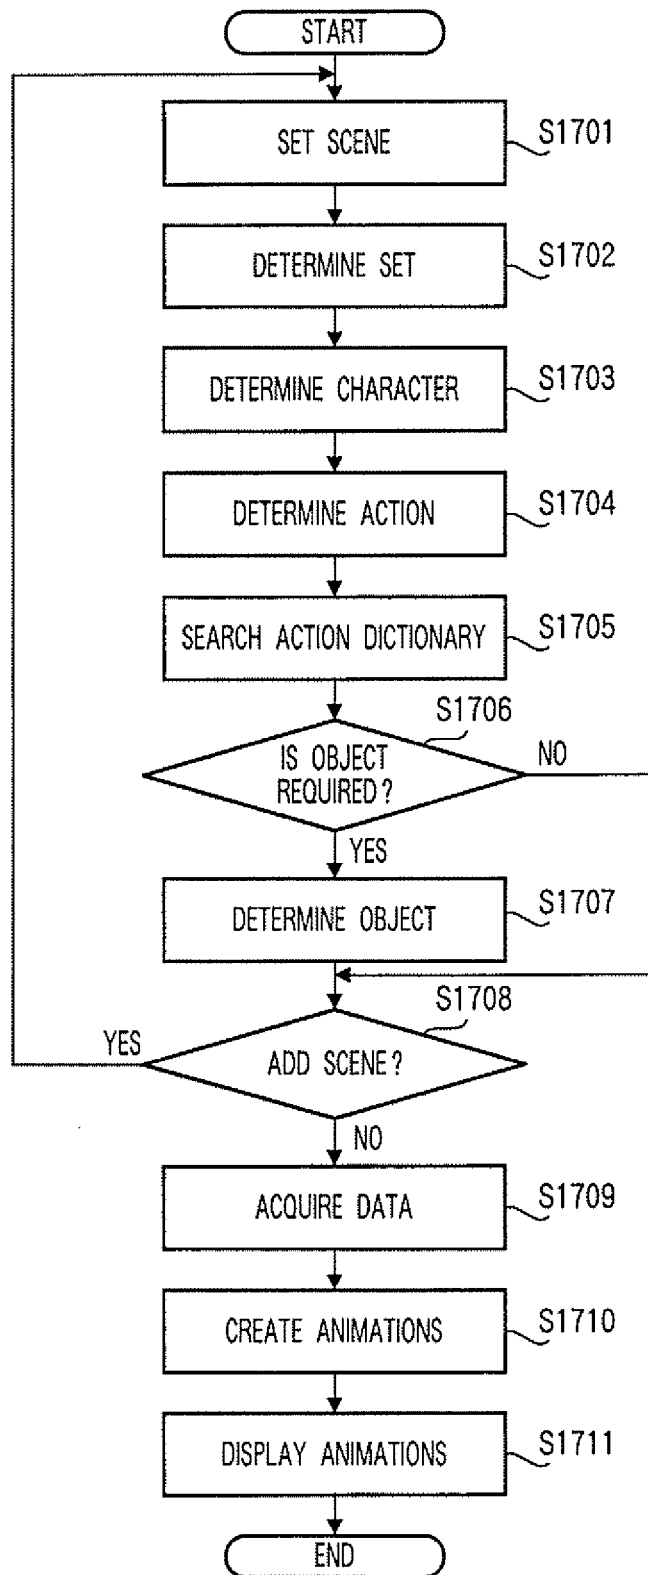 START
SET SCENE
S1701
DETERMINE SET
S1702
DETERMINE CHARACTER
S1703
DETERMINE ACTION
S1704
SEARCH ACTION DICTIONARY
S1705
S1706
IS OBJECT
REQUIRED?
NO
YES
DETERMINE OBJECT
S1707
S1708
YES
ADD SCENE?
NO
ACQUIRE DATA
S1709
CREATE ANIMATIONS
S1710
DISPLAY ANIMATIONS
S1711
END